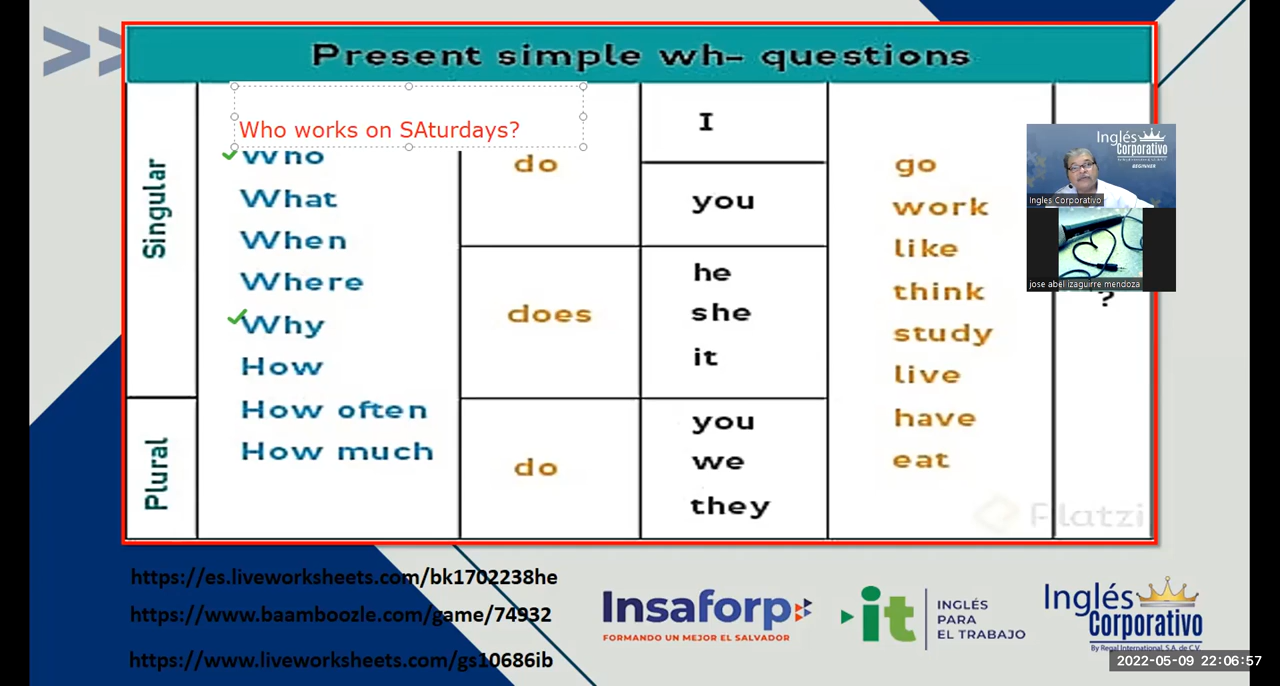 >>
Present simple wh- questions
Who works on SAturdays?
Singular
Who
What
When
Where
Why
How
How often
How much
do
does
do
I
you
he
she
it
you
we
they
go
work
like
think
study
live
have
eat
?
Plural
Platzi
Inglés
Corporativo
BEGINNER
Ingles Corporativo
jose abel izaguirre mendoza
https://es.liveworksheets.com/bk1702238he
https://www.baamboozle.com/game/74932
https://www.liveworksheets.com/gs10686ib
Insaforp
FORMANDO UN MEJOR EL SALVADOR
it
INGLÉS
PARA
EL TRABAJO
Inglés
Corporativo
By Regal International, S.A. de C.V.
2022-05-09 22:06:57